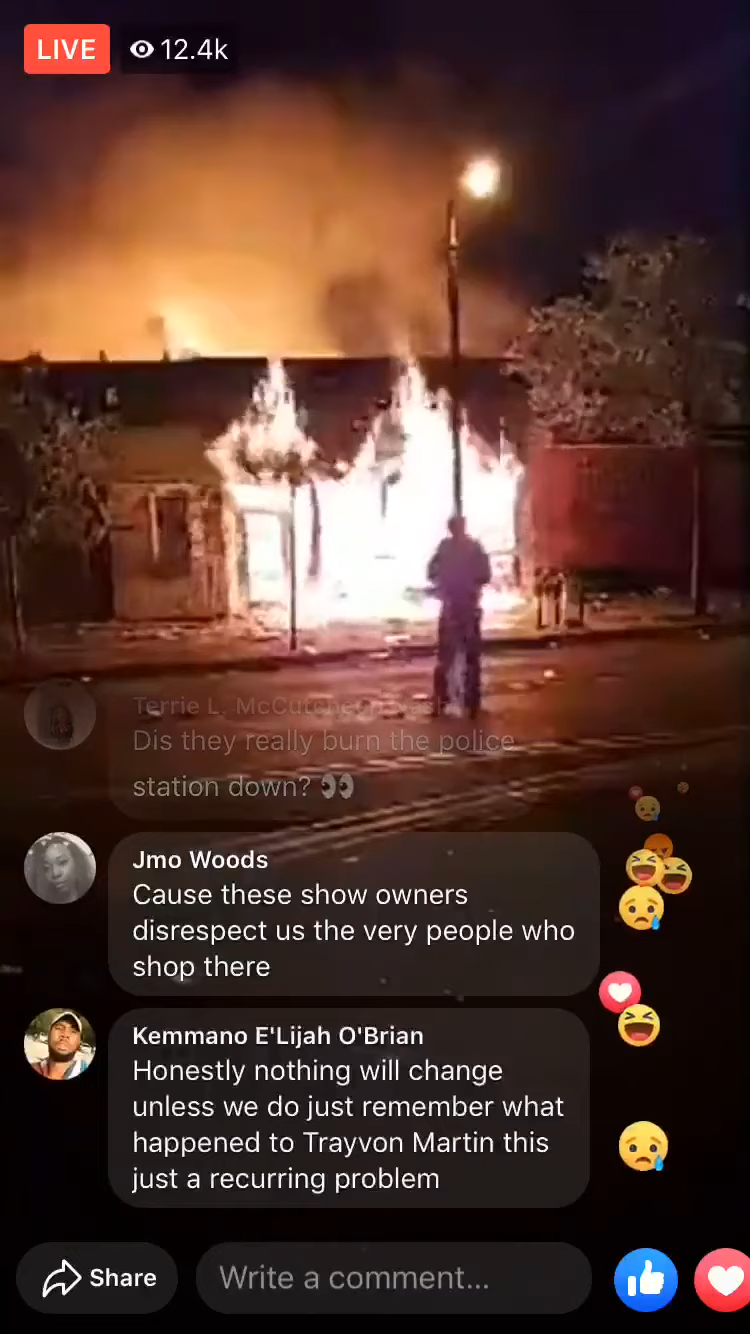 LIVE 12.4k
Terrie L.
Dis they really burn the police
station down? 👀
Jmo Woods
Cause these show owners
disrespect us the very people who
shop there
Kemmano E'Lijah O'Brian
Honestly nothing will change
unless we do just remember what
happened to Trayvon Martin this
just a recurring problem
Share Write a comment...